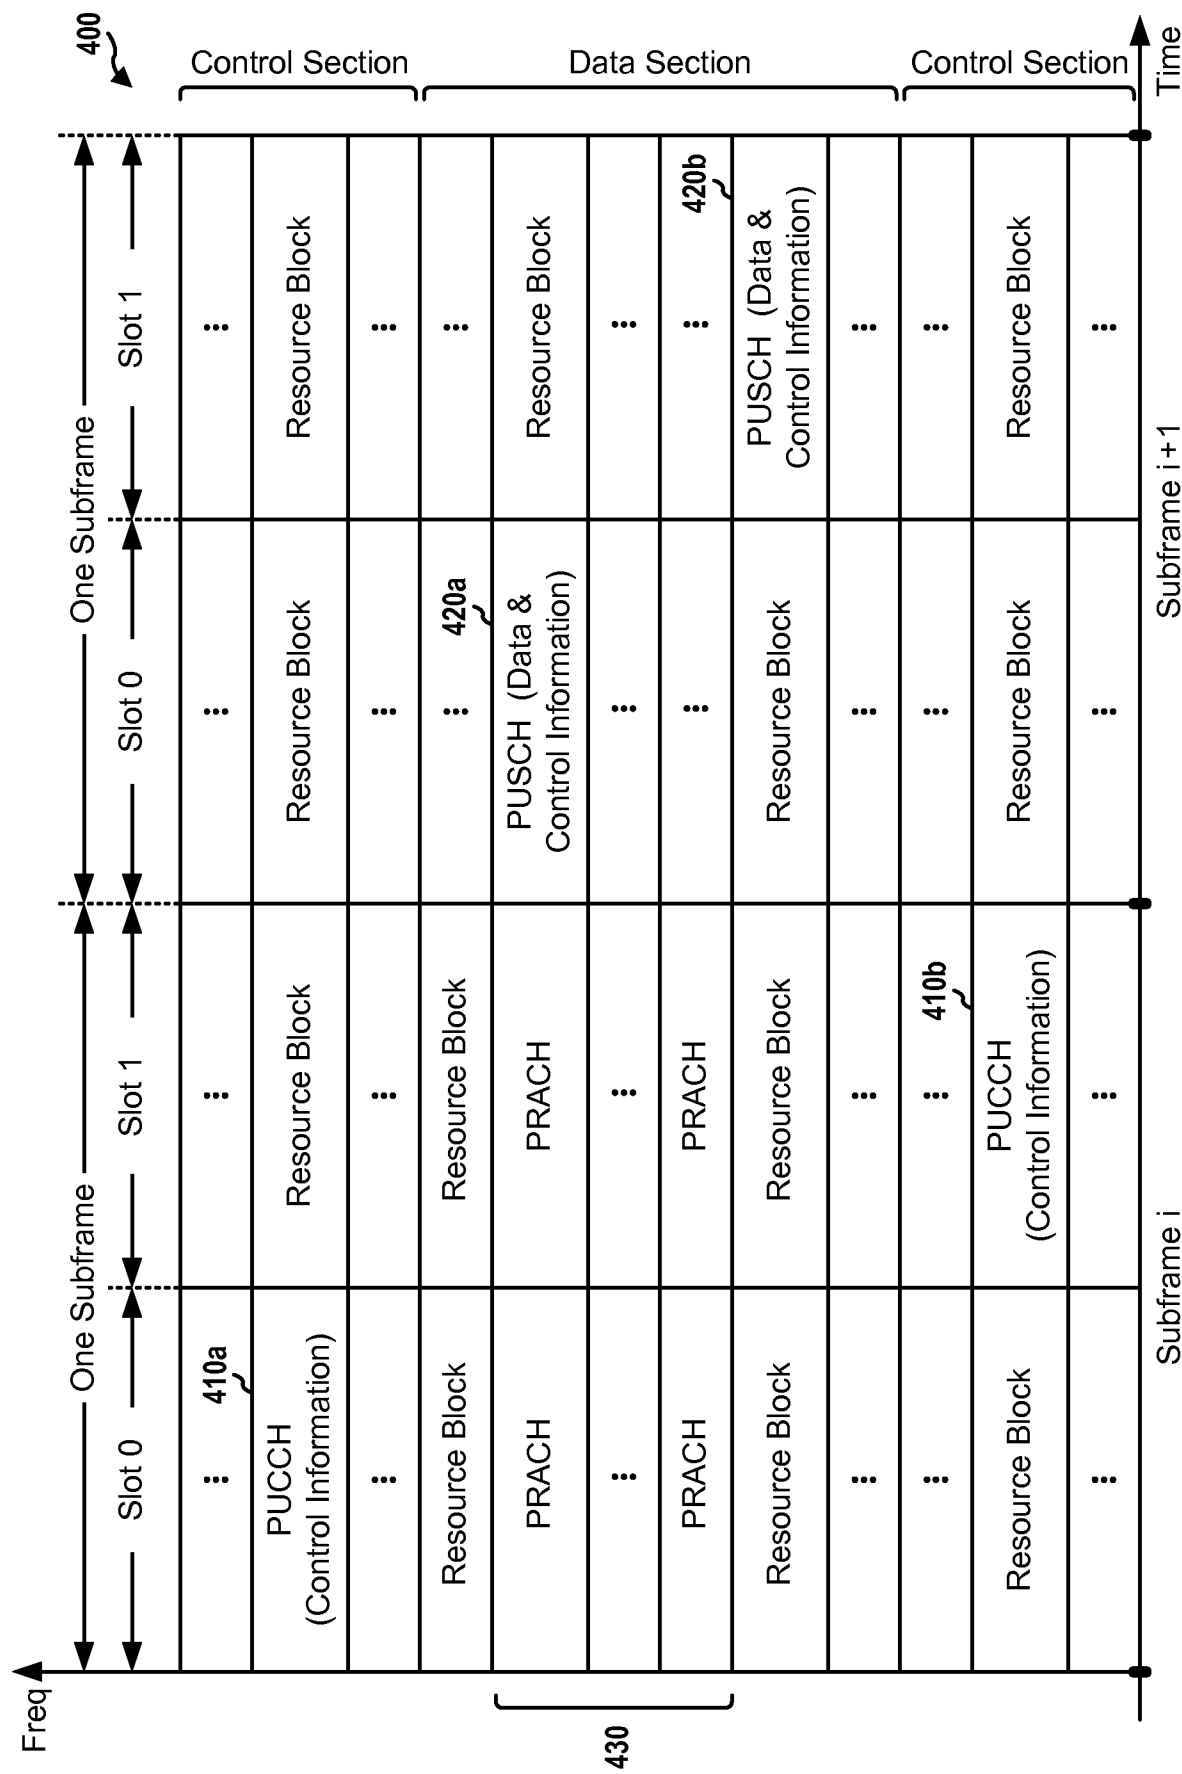 Freq
400
One Subframe
One Subframe
Slot 0
Slot 1
Slot 0
Slot 1
410a
...
...
...
...
PUCCH
(Control Information)
Resource Block
Resource Block
Resource Block
Control Section
...
...
...
...
Resource Block
Resource Block
...
420a
...
PRACH
PRACH
PUSCH (Data &
Control Information)
Resource Block
430
...
...
...
...
Data Section
PRACH
PRACH
...
...
420b
Resource Block
Resource Block
Resource Block
PUSCH (Data &
Control Information)
...
...
...
...
...
...
410b
...
...
Resource Block
PUCCH
(Control Information)
Resource Block
Resource Block
Control Section
...
...
...
...
Subframe i
Subframe i +1
Time